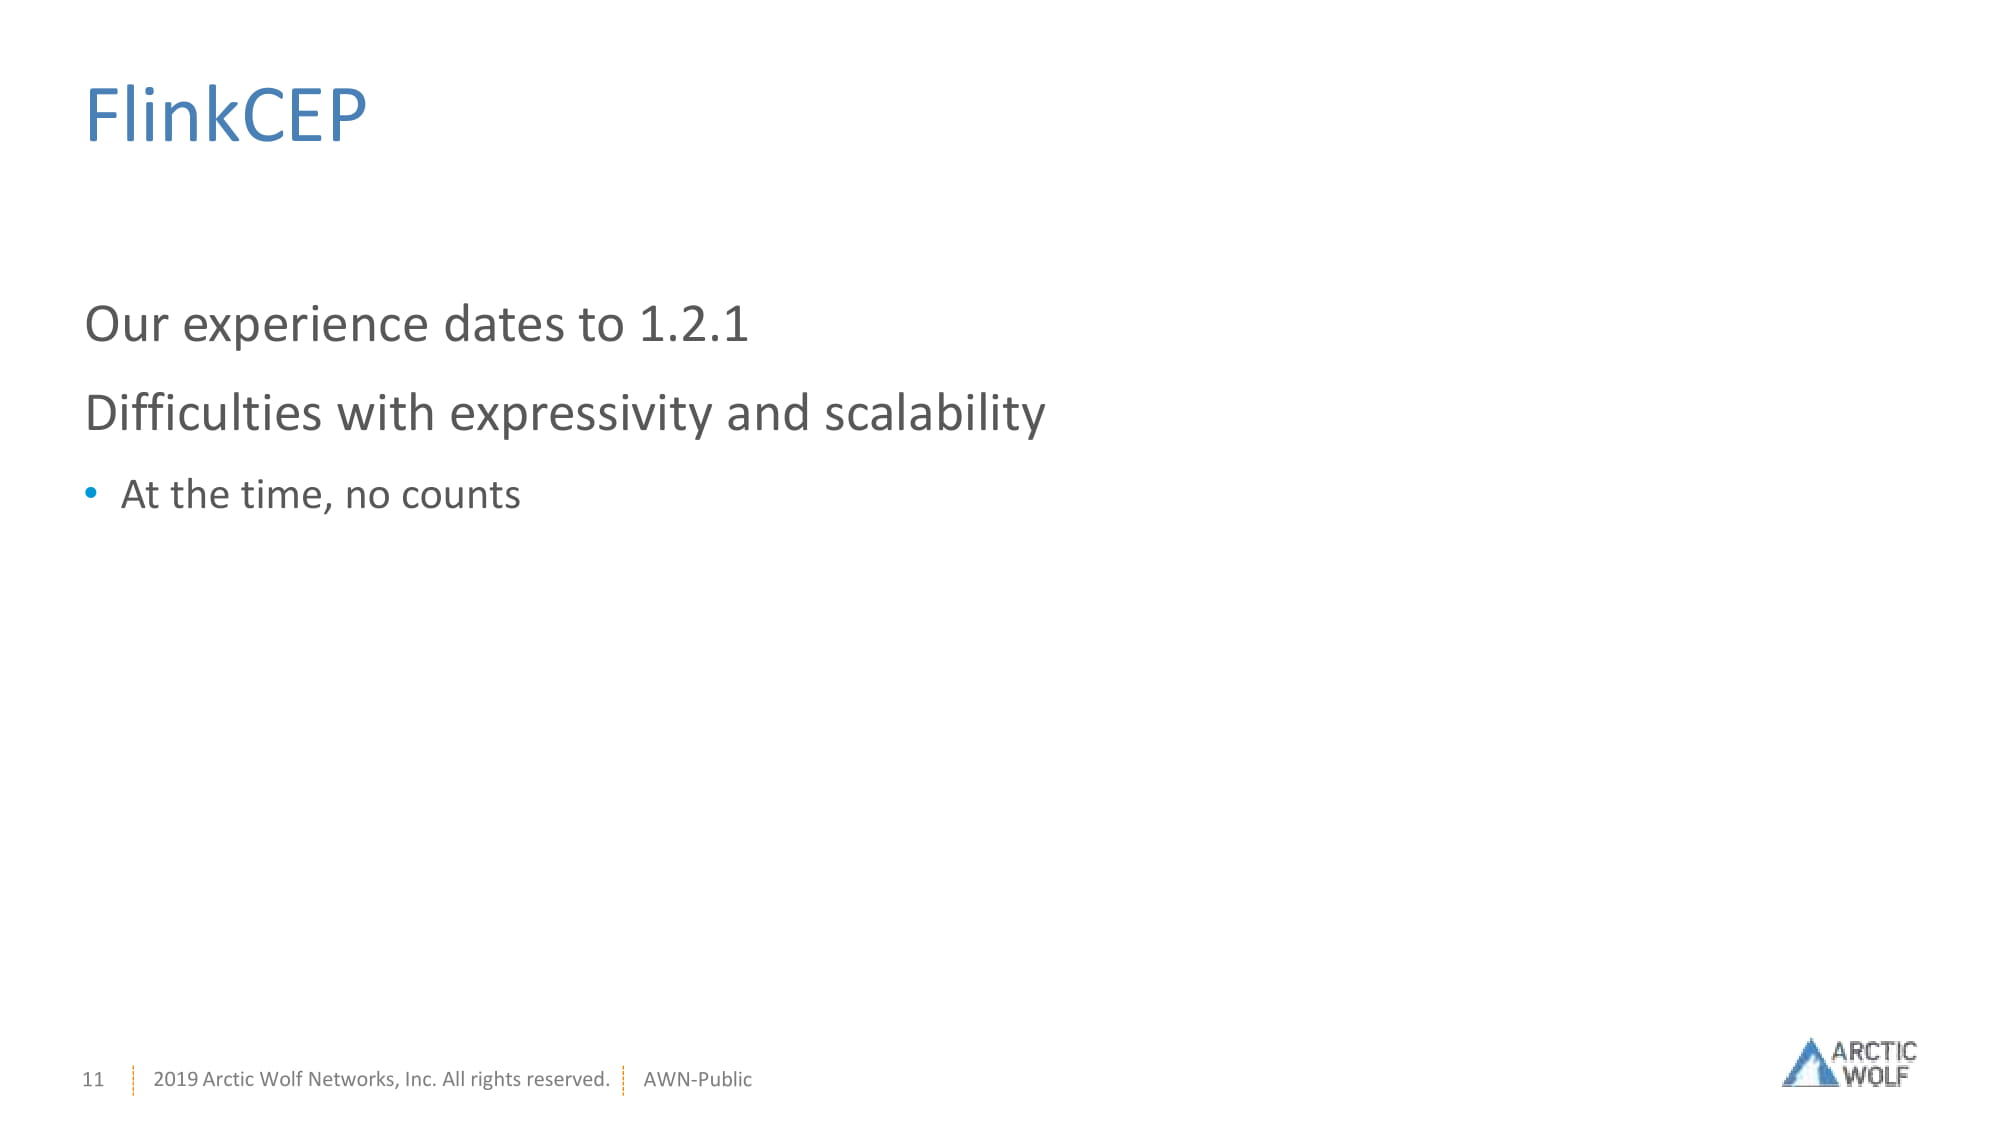 FlinkCEP
Our experience dates to 1.2.1
Difficulties with expressivity and scalability
• At the time, no counts
11
2019 Arctic Wolf Networks, Inc. All rights reserved.
AWN-Public
ARCTIC
WOLF